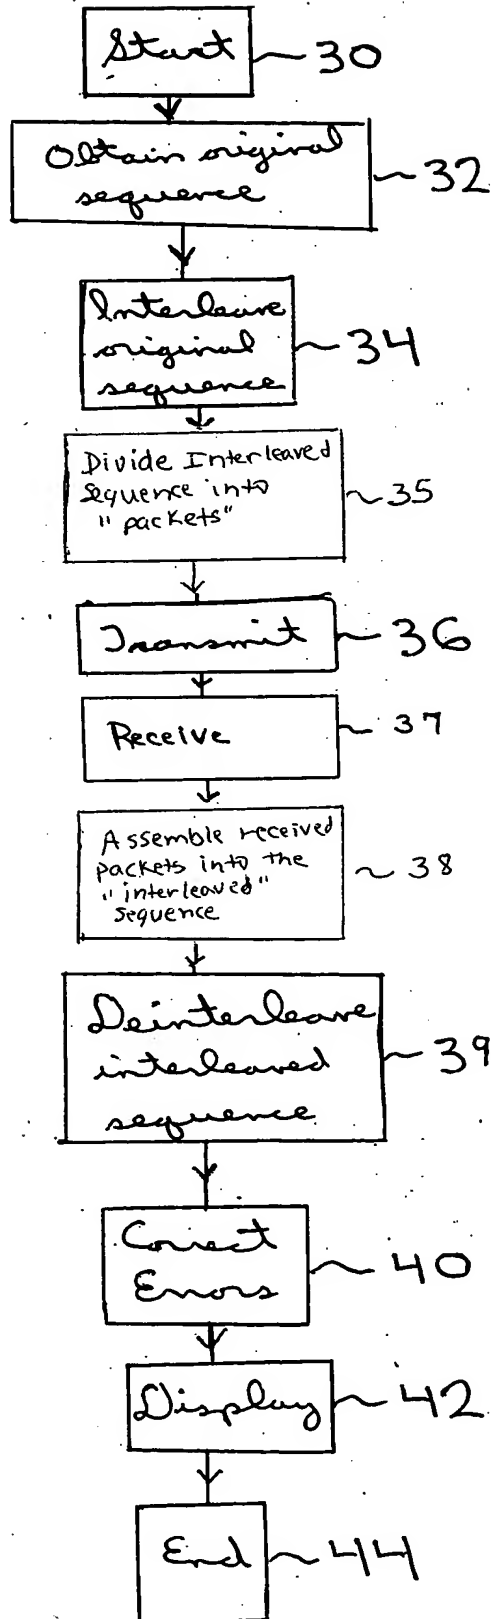 Start 30
Obtain original
sequence
32
Interleave
original
sequence
34
Divide Interleaved
Sequence into
"packets"
35
Transmit 36
Receive 37
Assemble received
packets into the
"interleaved"
sequence
38
Deinterleave
interleaved
sequence
39
Correct
Errors
40
Display 42
End 44